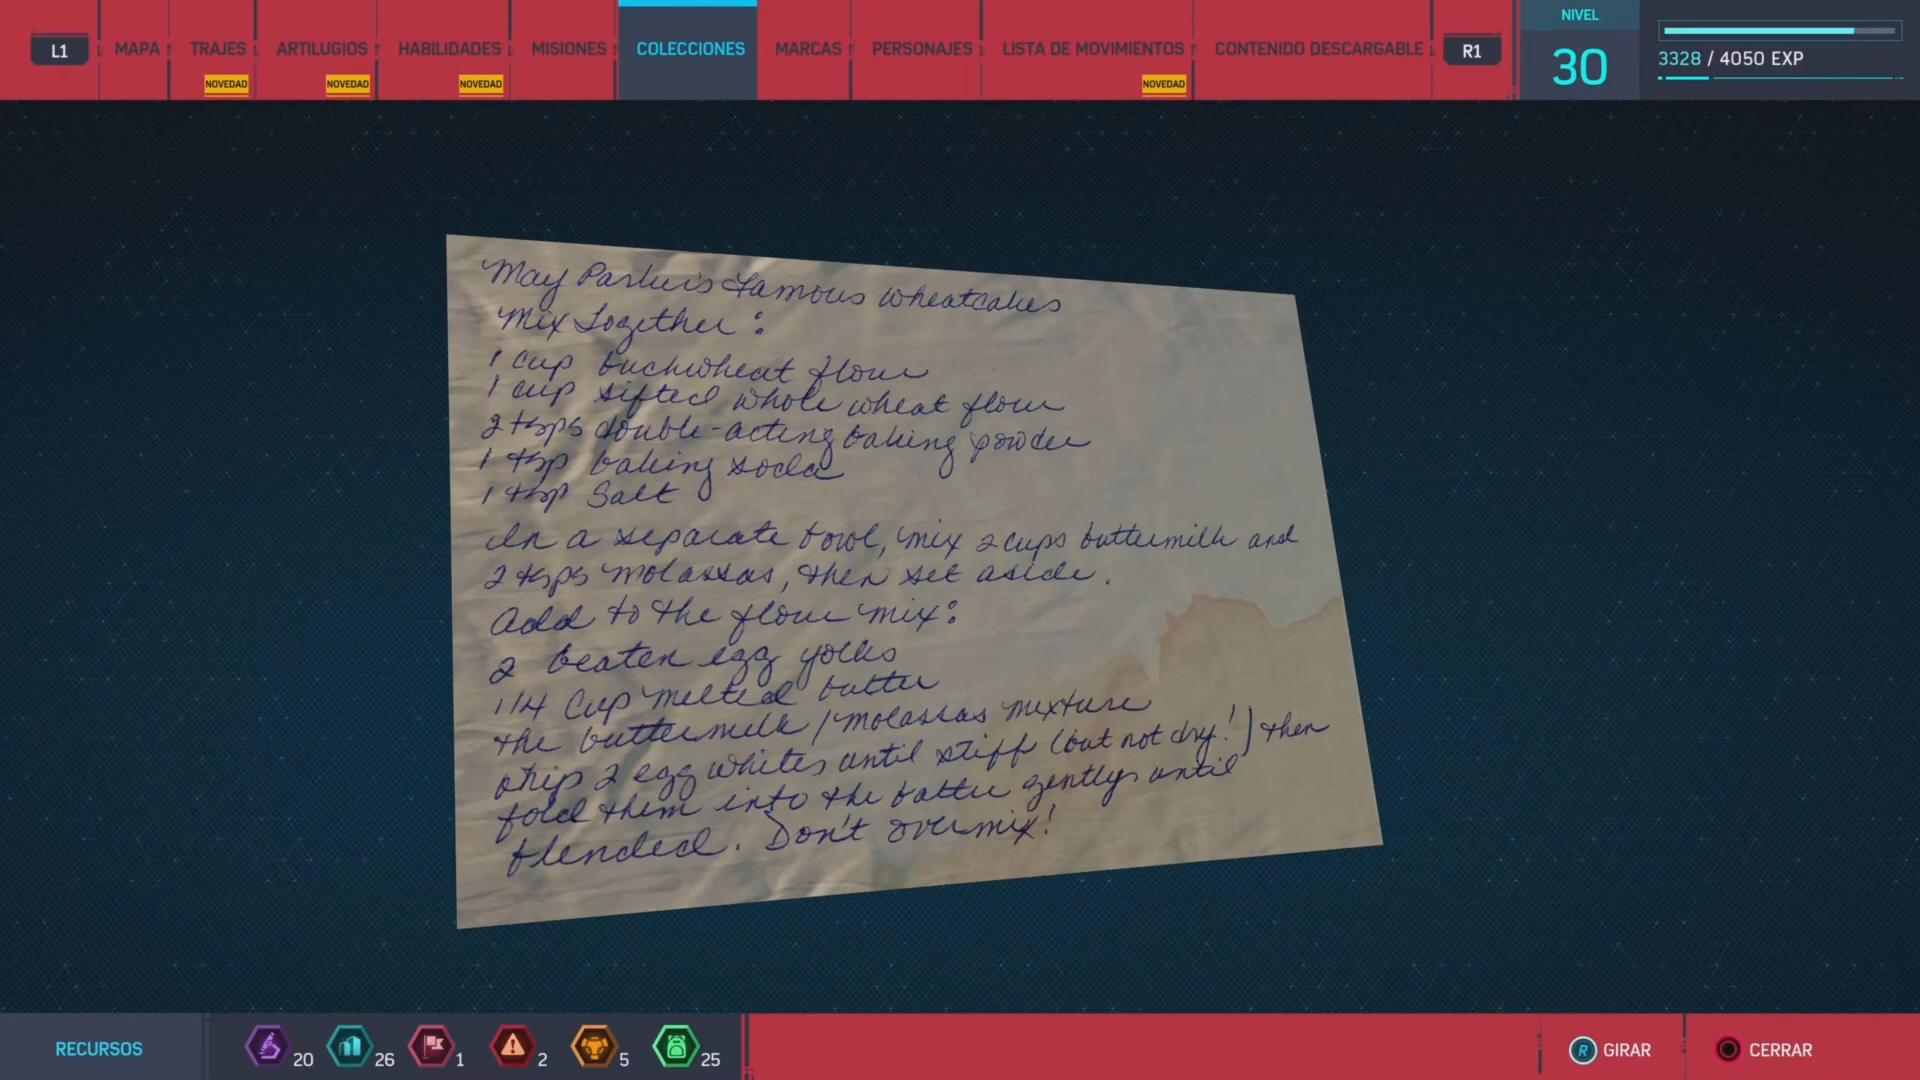 L1 MAPA TRAJES ARTILUGIOS HABILIDADES MISIONES COLECCIONES MARCAS PERSONAJES LISTA DE MOVIMIENTOS CONTENIDO DESCARGABLE R1
NOVEDAD NOVEDAD NOVEDAD NOVEDAD
NIVEL
30
3328 / 4050 EXP
May Parker's Famous Wheatcakes
Mix Together:
1 cup buckwheat flour
1 cup sifted whole wheat flour
2 tsps double-acting baking powder
1 tsp baking soda
1 tsp Salt
In a separate bowl, mix 2 cups buttermilk and
2 tsps molassas, then set aside.
Add to the flour mix:
2 beaten egg yolks
1/4 Cup melted butter
the buttermilk / molassas mixture
whip 2 egg whites until stiff (but not dry!) then
fold them into the batter gently until
blended. Don't overmix!
RECURSOS 20 26 1 2 5 25
R GIRAR CERRAR